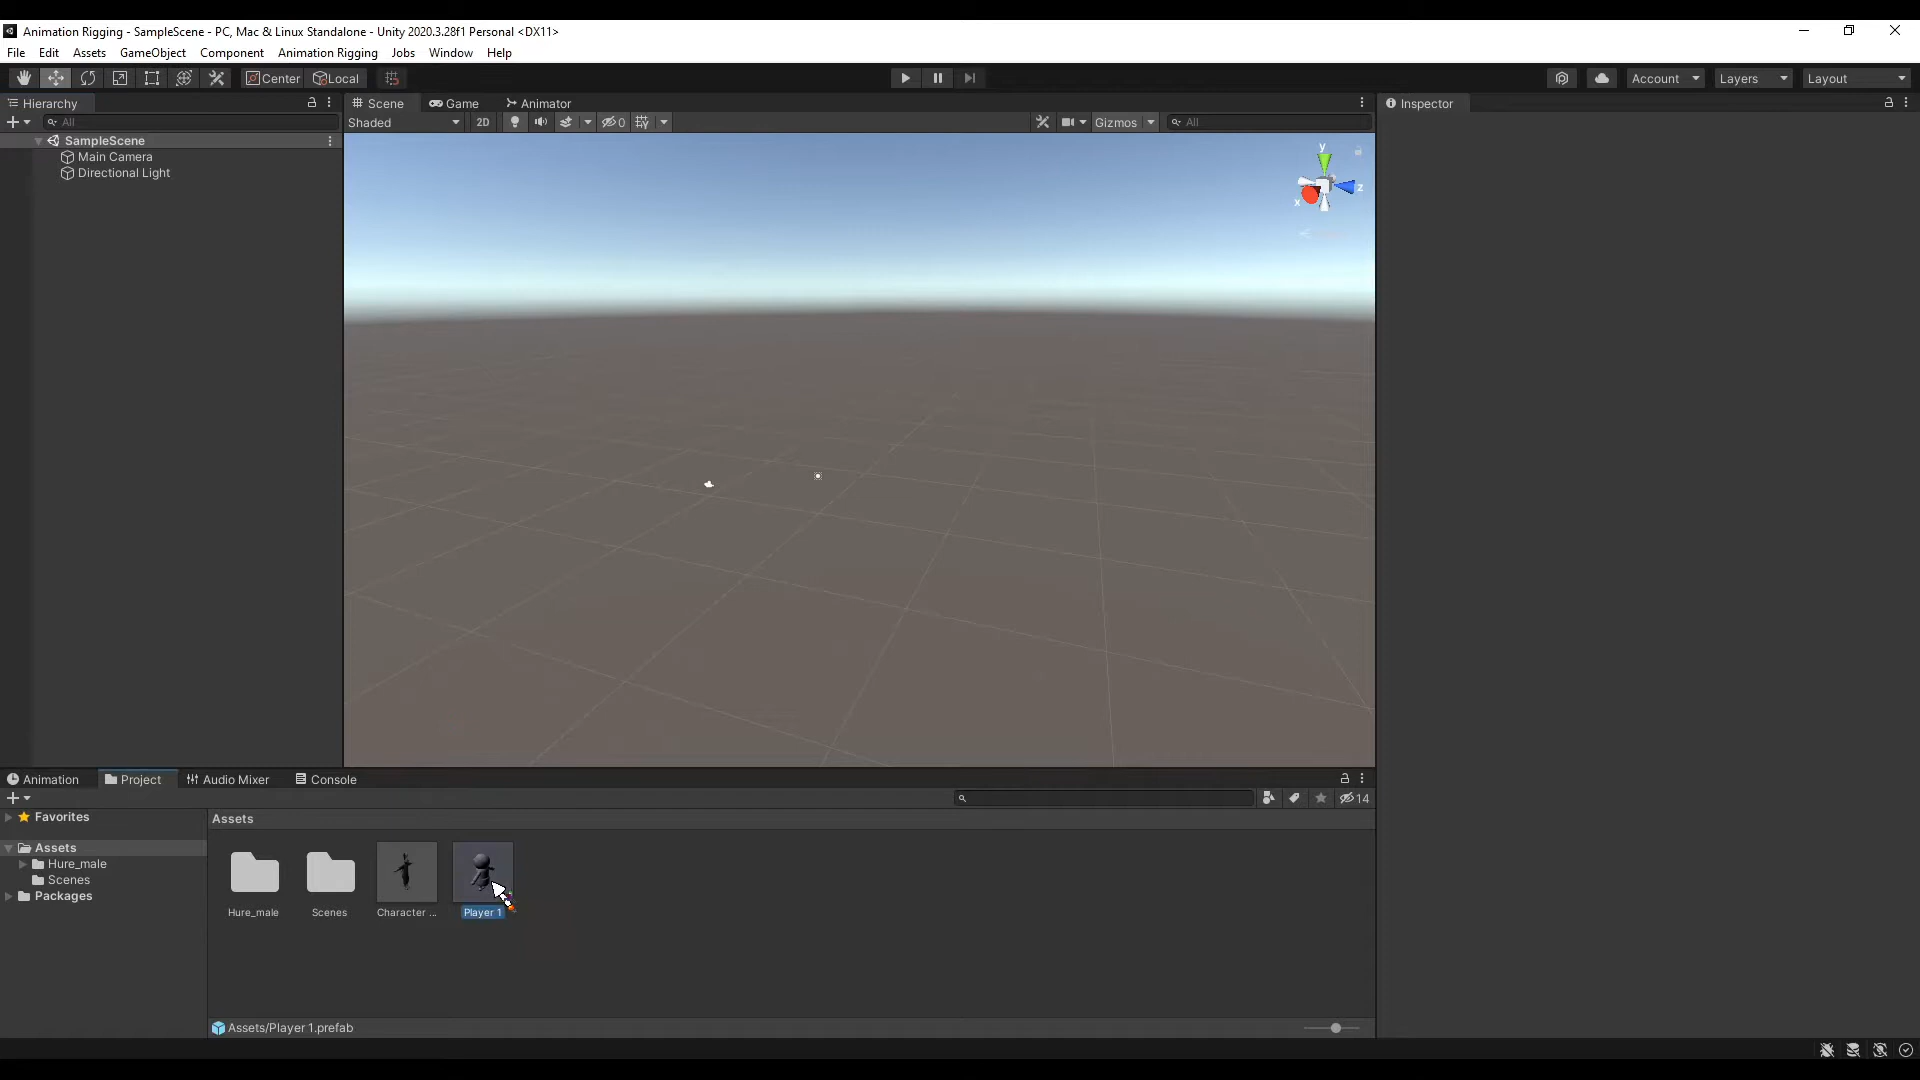 Animation Rigging - SampleScene - PC, Mac & Linux Standalone - Unity 2020.3.28f1 Personal <DX11>
File Edit Assets GameObject Component Animation Rigging Jobs Window Help
Center Local Account Layers Layout
Hierarchy Scene Game Animator Inspector
All Shaded 2D 0 Gizmos All
SampleScene
Main Camera
Directional Light
y
z
x
Animation Project Audio Mixer Console
14
Favorites
Assets
Assets
Hure_male
Scenes
Packages
Hure_male Scenes Character ... Player 1
Assets/Player 1.prefab